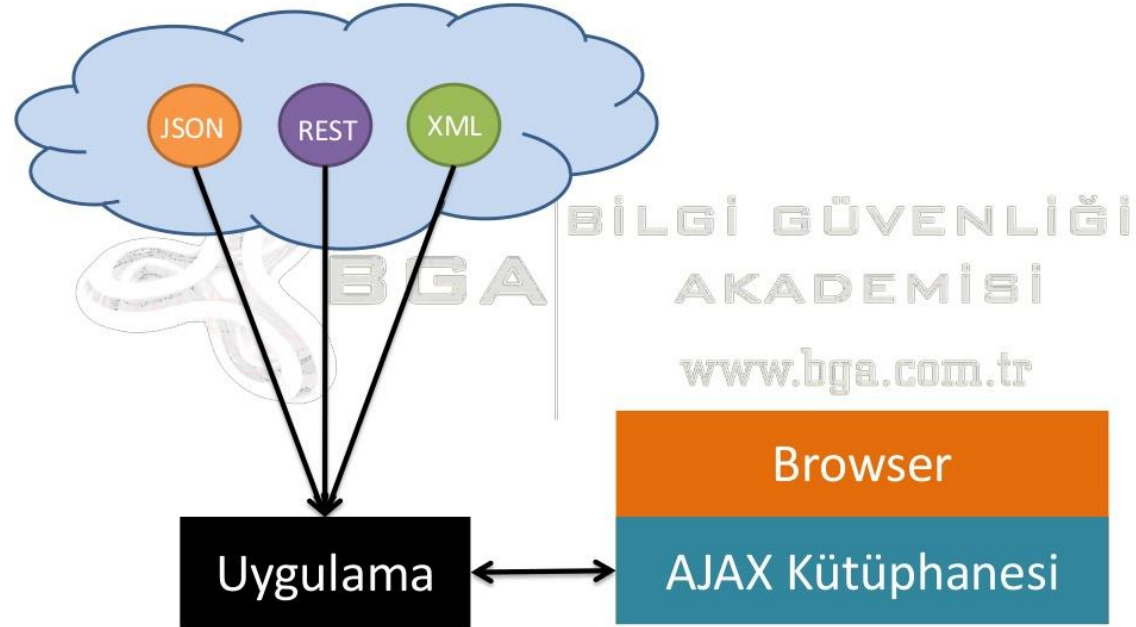 JSON
REST
XML
BGA
BİLGİ GÜVENLİĞİ
AKADEMİSİ
www.bga.com.tr
Browser
Uygulama
AJAX Kütüphanesi